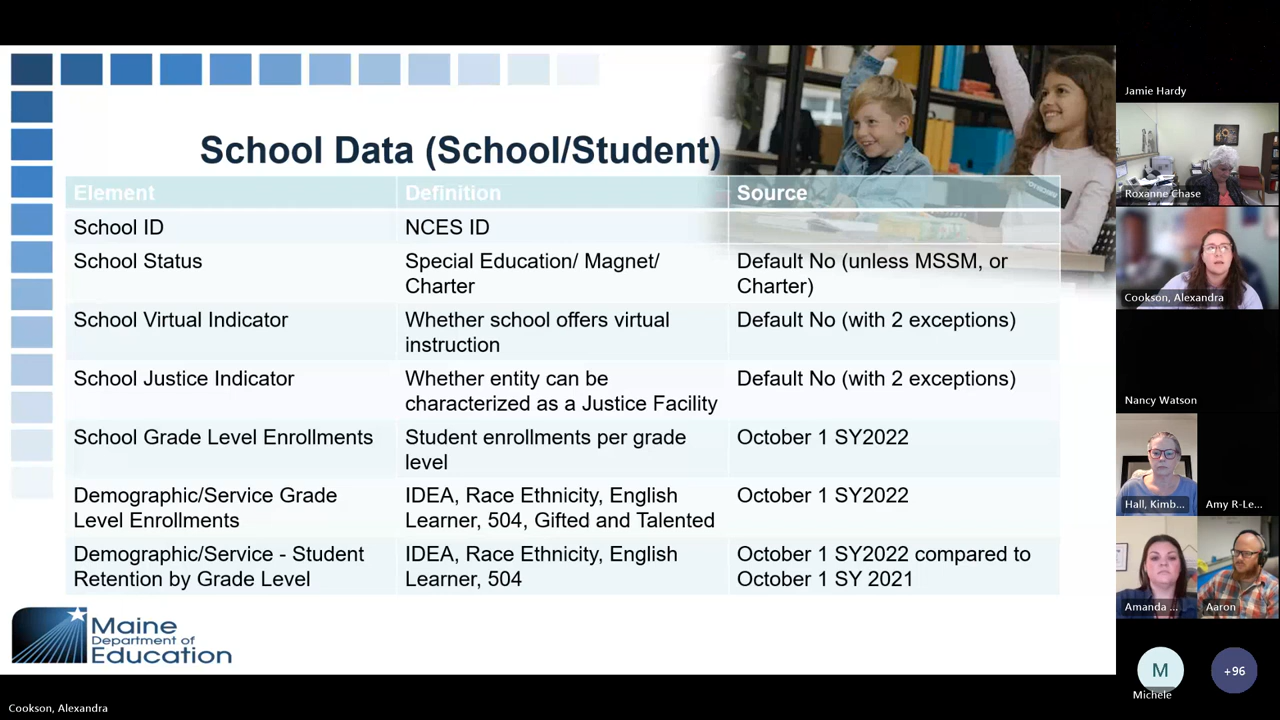 School Data (School/Student)
Element
Definition
Source
School ID
NCES ID
School Status
Special Education/ Magnet/
Charter
Default No (unless MSSM, or
Charter)
School Virtual Indicator
Whether school offers virtual
instruction
Default No (with 2 exceptions)
School Justice Indicator
Whether entity can be
characterized as a Justice Facility
Default No (with 2 exceptions)
School Grade Level Enrollments
Student enrollments per grade
level
October 1 SY2022
Demographic/Service Grade
Level Enrollments
IDEA, Race Ethnicity, English
Learner, 504, Gifted and Talented
October 1 SY2022
Demographic/Service - Student
Retention by Grade Level
IDEA, Race Ethnicity, English
Learner, 504
October 1 SY2022 compared to
October 1 SY 2021
Maine
Department of
Education
Jamie Hardy
Roxanne Chase
Cookson, Alexandra
Nancy Watson
Hall, Kimb...
Amy R-Le...
Amanda ...
Aaron
M
Michele
+96
Cookson, Alexandra